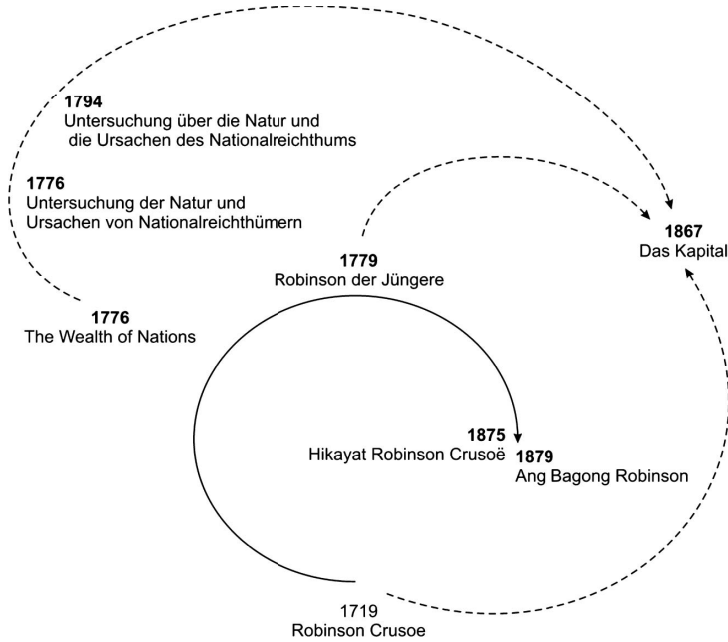 1794
Untersuchung über die Natur und
die Ursachen des Nationalreichthums
1776
Untersuchung der Natur und
Ursachen von Nationalreichthümern
1867
Das Kapital
1779
Robinson der Jüngere
1776
The Wealth of Nations
1875
Hikayat Robinson Crusoë
1879
Ang Bagong Robinson
1719
Robinson Crusoe